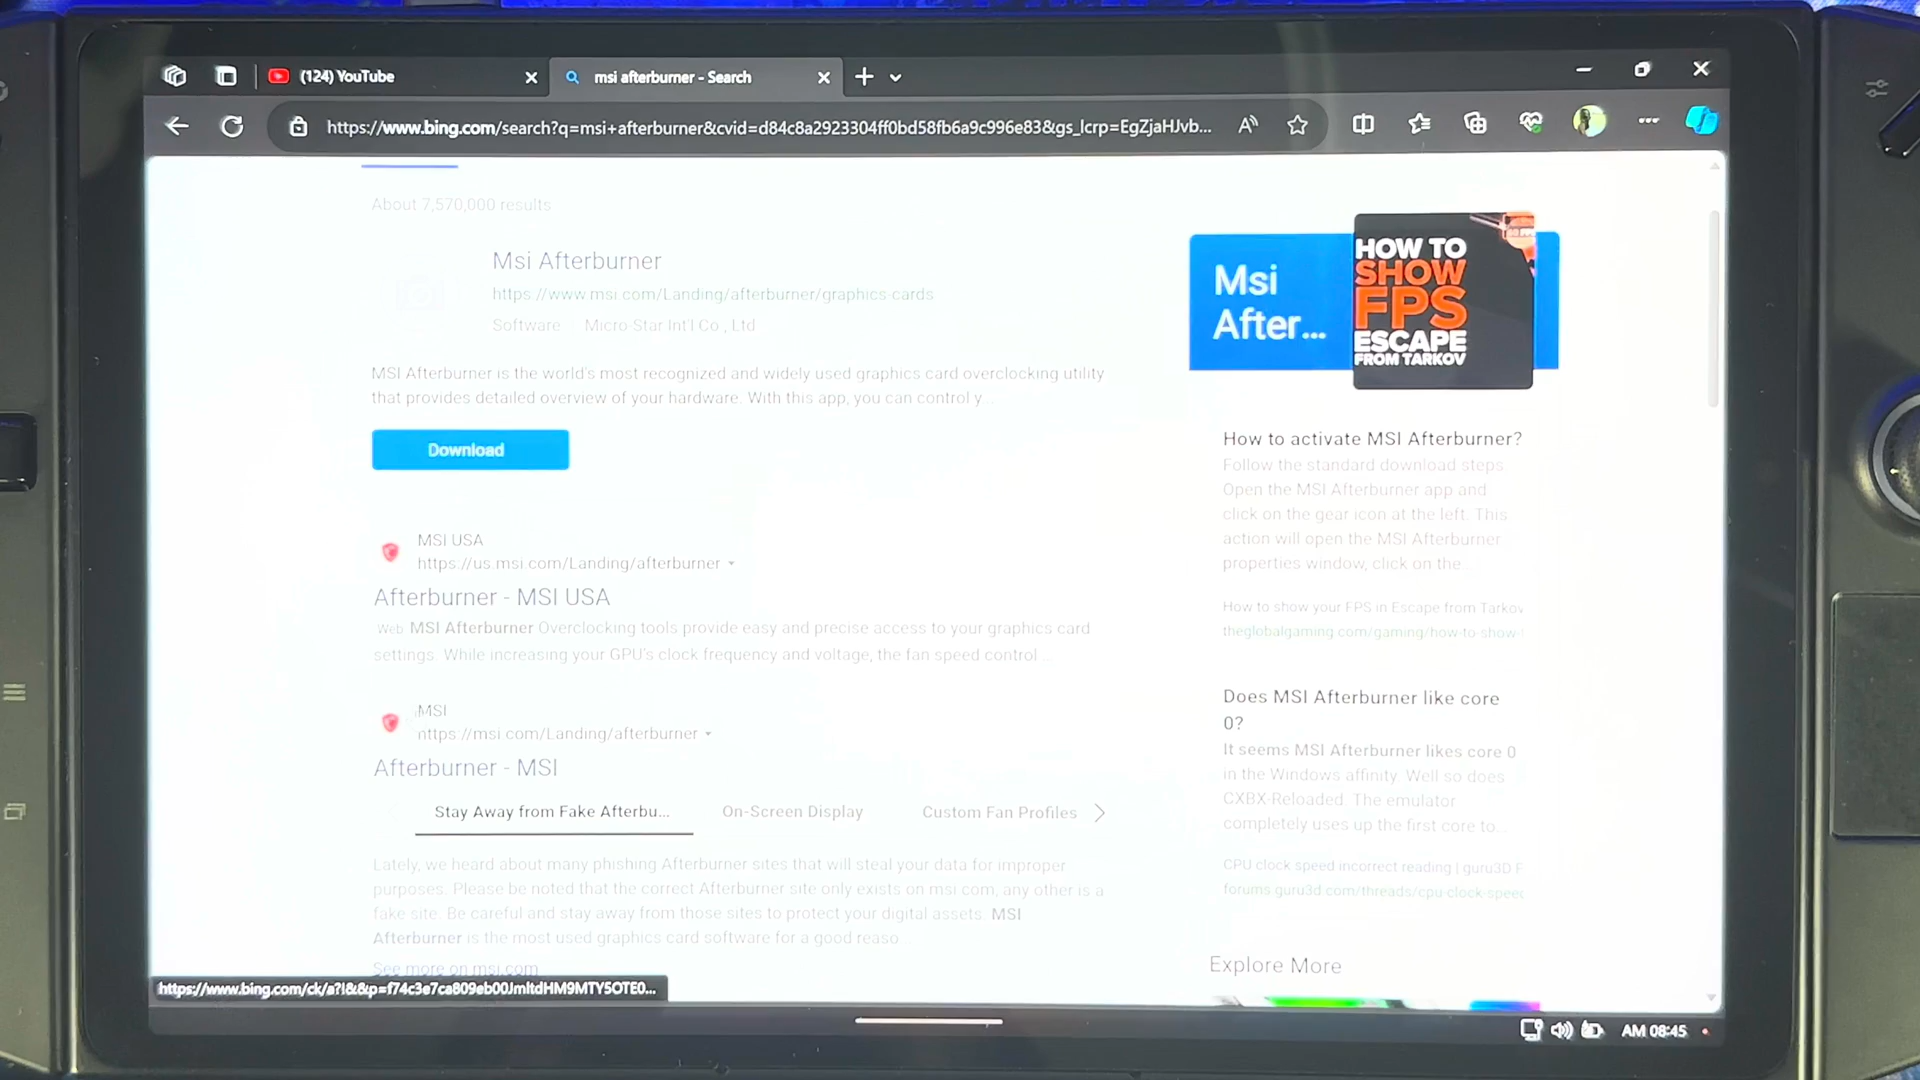 (124) YouTube
msi afterburner - Search
https://www.bing.com/search?q=msi+afterburner&cvid=d84c8a2923304ff0bd58fb6a9c996e83&gs_lcrp=EgZjaHJvb...
About 7,570,000 results
Msi Afterburner
https://www.msi.com/Landing/afterburner/graphics-cards
Software Micro-Star Int'l Co., Ltd
MSI Afterburner is the world's most recognized and widely used graphics card overclocking utility
that provides detailed overview of your hardware. With this app, you can control y...
Download
MSI USA
https://us.msi.com/Landing/afterburner
Afterburner - MSI USA
Web MSI Afterburner Overclocking tools provide easy and precise access to your graphics card
settings. While increasing your GPU's clock frequency and voltage, the fan speed control ...
MSI
https://msi.com/Landing/afterburner
Afterburner - MSI
Stay Away from Fake Afterbu...
On-Screen Display
Custom Fan Profiles
Lately, we heard about many phishing Afterburner sites that will steal your data for improper
purposes. Please be noted that the correct Afterburner site only exists on msi.com, any other is a
fake site. Be careful and stay away from those sites to protect your digital assets. MSI
Afterburner is the most used graphics card software for a good reaso...
See more on msi.com
https://www.bing.com/ck/a?!&&p=f74c3e7ca809eb00JmltdHM9MTY5OTE0...
Msi
After...
HOW TO
SHOW
FPS
ESCAPE
FROM TARKOV
How to activate MSI Afterburner?
Follow the standard download steps.
Open the MSI Afterburner app and
click on the gear icon at the left. This
action will open the MSI Afterburner
properties window, click on the...
How to show your FPS in Escape from Tarkov
theglobalgaming.com/gaming/how-to-show-
Does MSI Afterburner like core
0?
It seems MSI Afterburner likes core 0
in the Windows affinity. Well so does
CXBX-Reloaded. The emulator
completely uses up the first core to...
CPU clock speed incorrect reading | guru3D F
forums.guru3d.com/threads/cpu-clock-speed
Explore More
AM 08:45